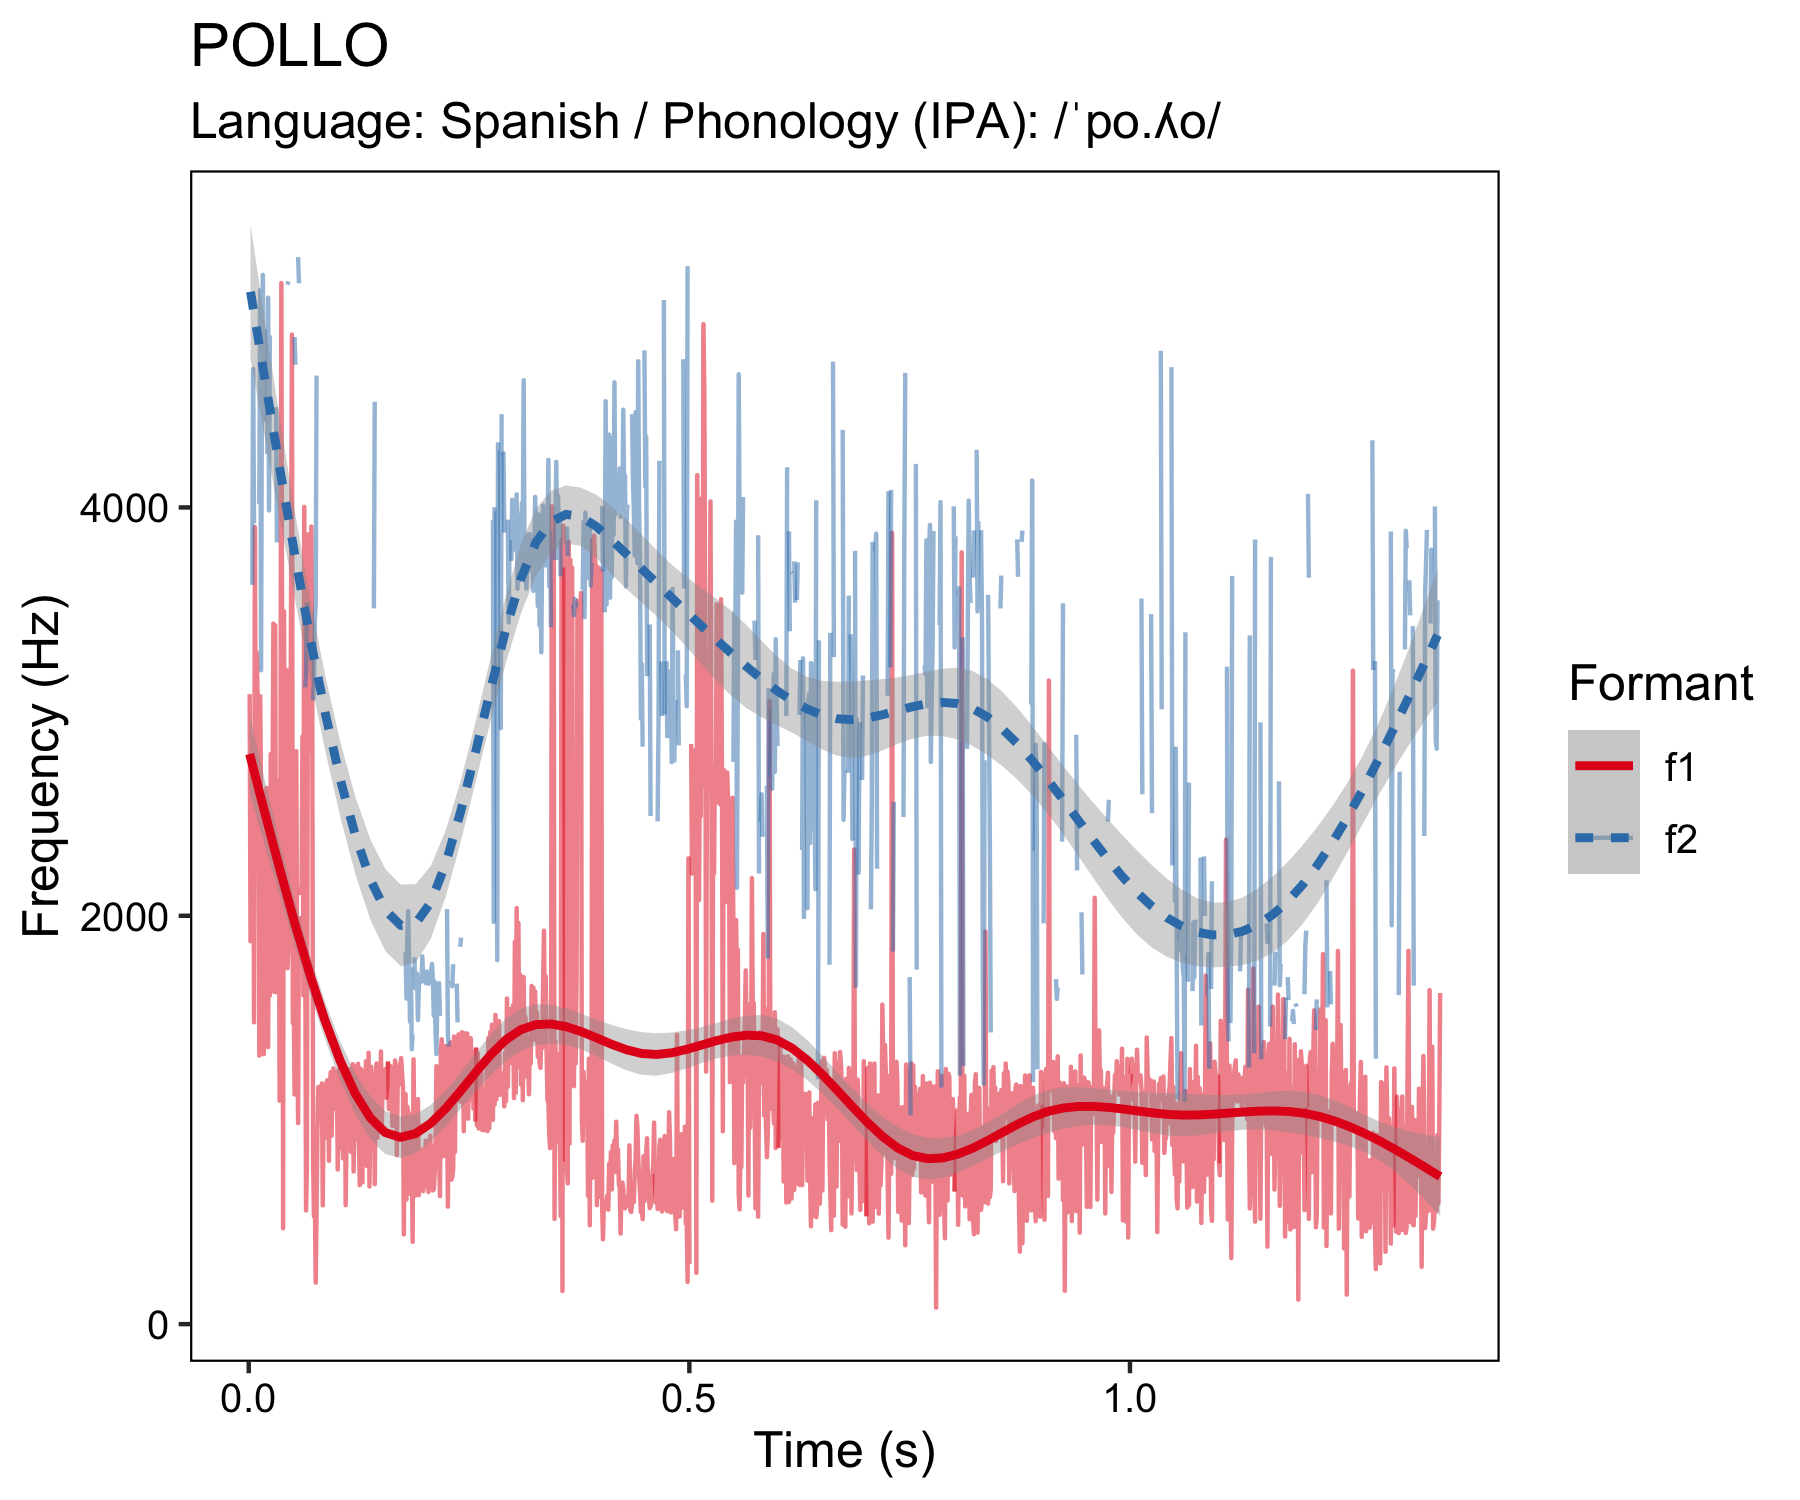 POLLO
Language: Spanish / Phonology (IPA): /ˈpo.ʎo/
Frequency (Hz)
4000
2000
0
0.0 0.5 1.0
Time (s)
Formant
f1
f2